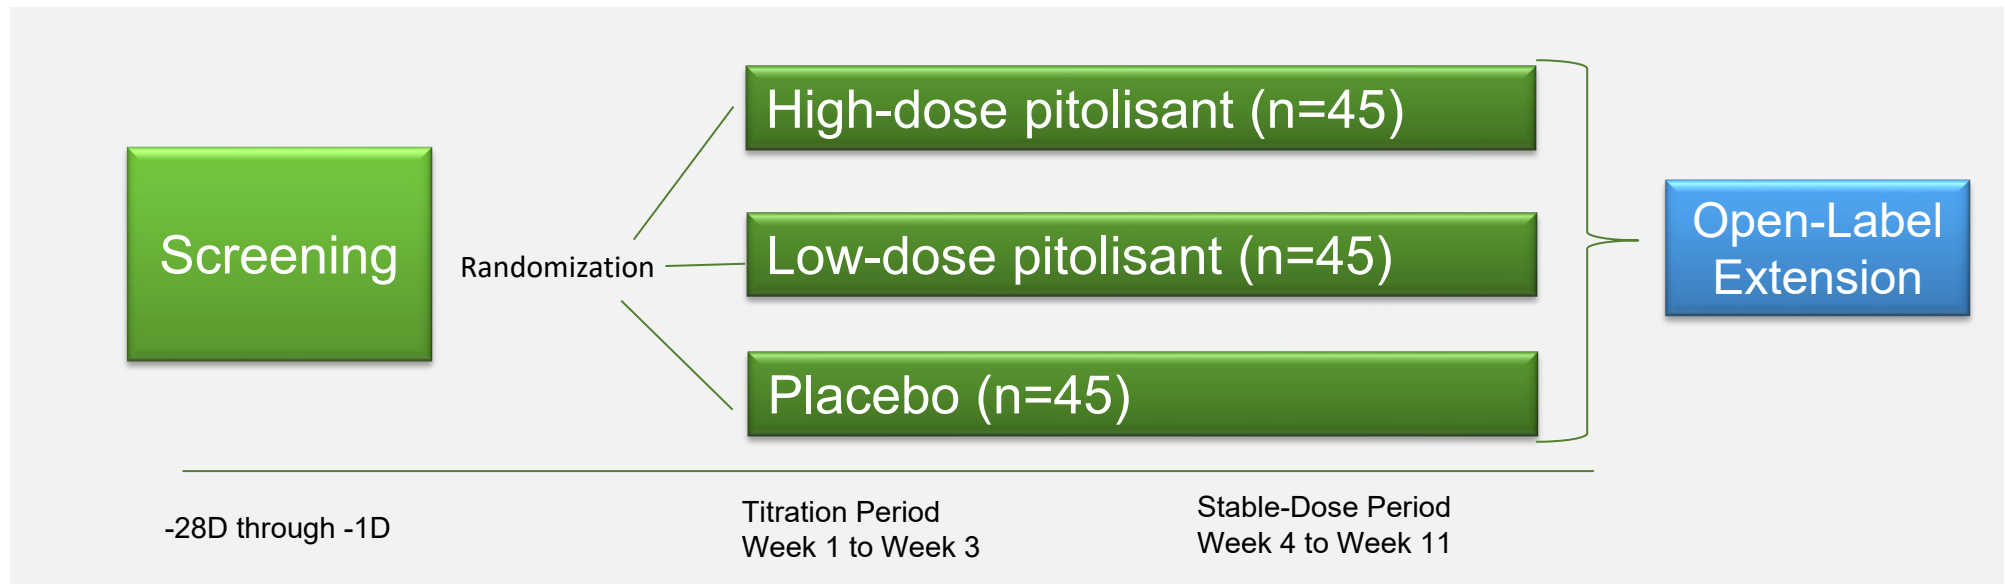 Screening
Randomization
High-dose pitolisant (n=45)
Low-dose pitolisant (n=45)
Placebo (n=45)
Open-Label
Extension
-28D through -1D
Titration Period
Week 1 to Week 3
Stable-Dose Period
Week 4 to Week 11